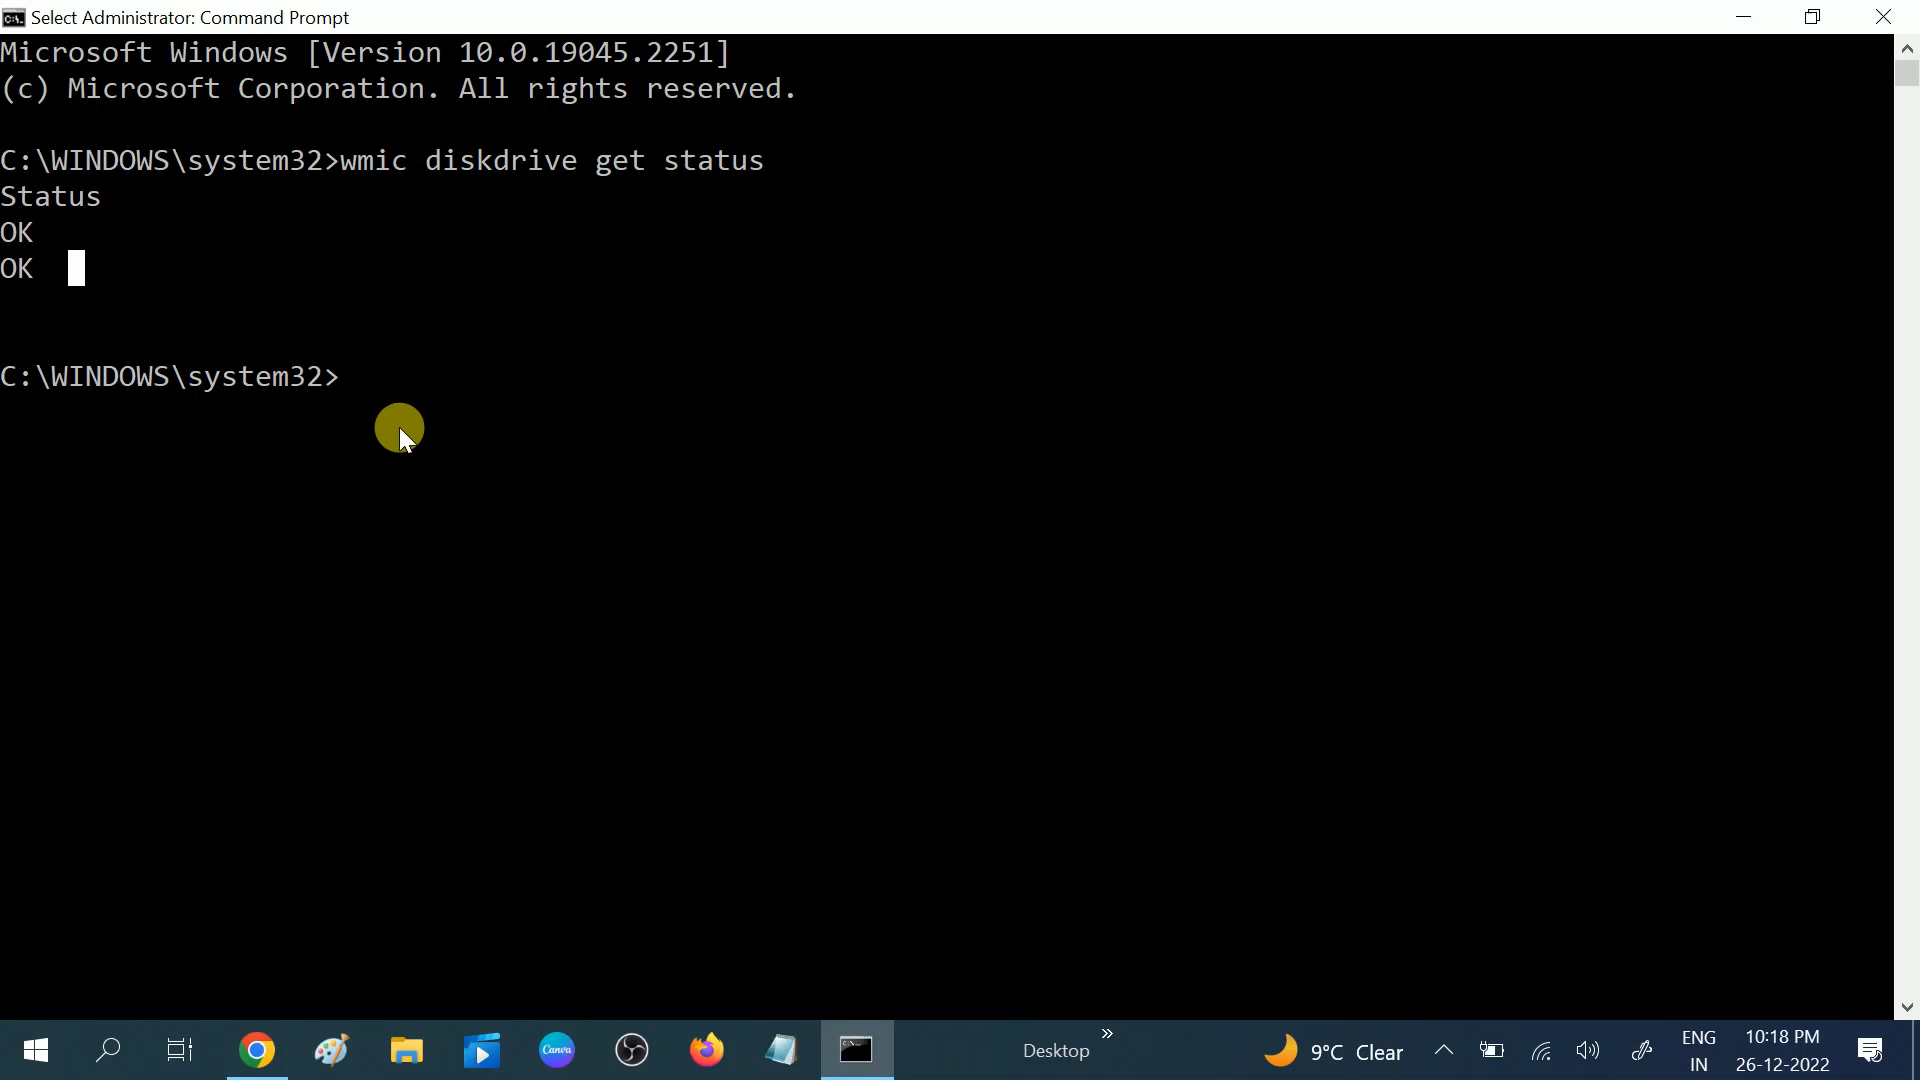 Select Administrator: Command Prompt
Microsoft Windows [Version 10.0.19045.2251]
(c) Microsoft Corporation. All rights reserved.
C:\WINDOWS\system32>wmic diskdrive get status
Status
OK
OK
C:\WINDOWS\system32>
Canva
Desktop
9°C Clear
ENG
IN
10:18 PM
26-12-2022